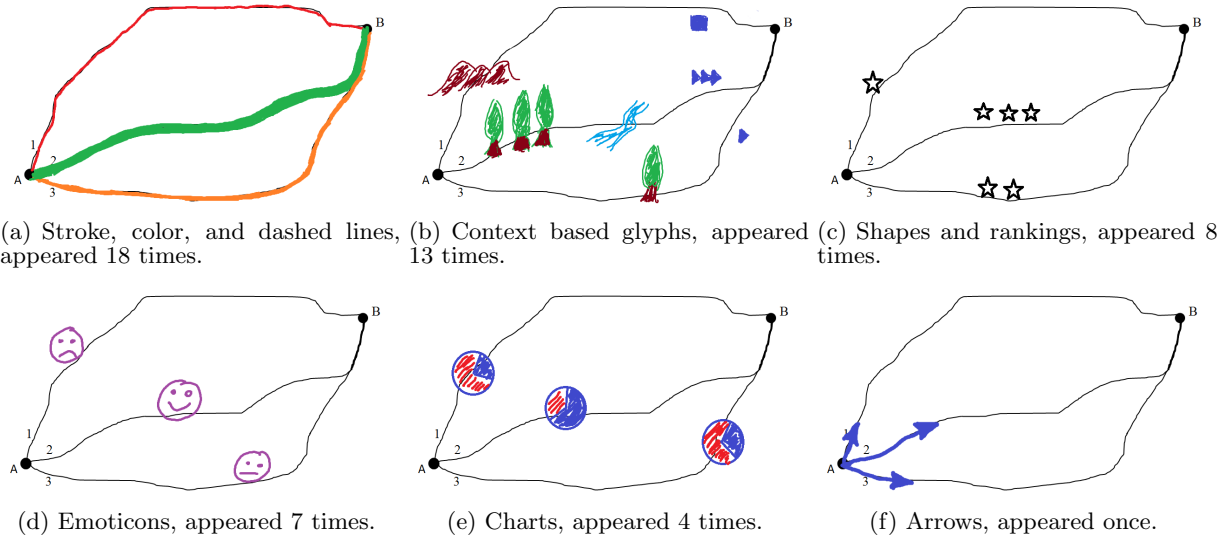 B
1
2
A
3
(a) Stroke, color, and dashed lines,
appeared 18 times.
B
1
2
A
3
(b) Context based glyphs, appeared
13 times.
B
1
2
A
3
(c) Shapes and rankings, appeared 8
times.
B
1
2
A
3
(d) Emoticons, appeared 7 times.
B
1
2
A
3
(e) Charts, appeared 4 times.
B
1
2
A
3
(f) Arrows, appeared once.